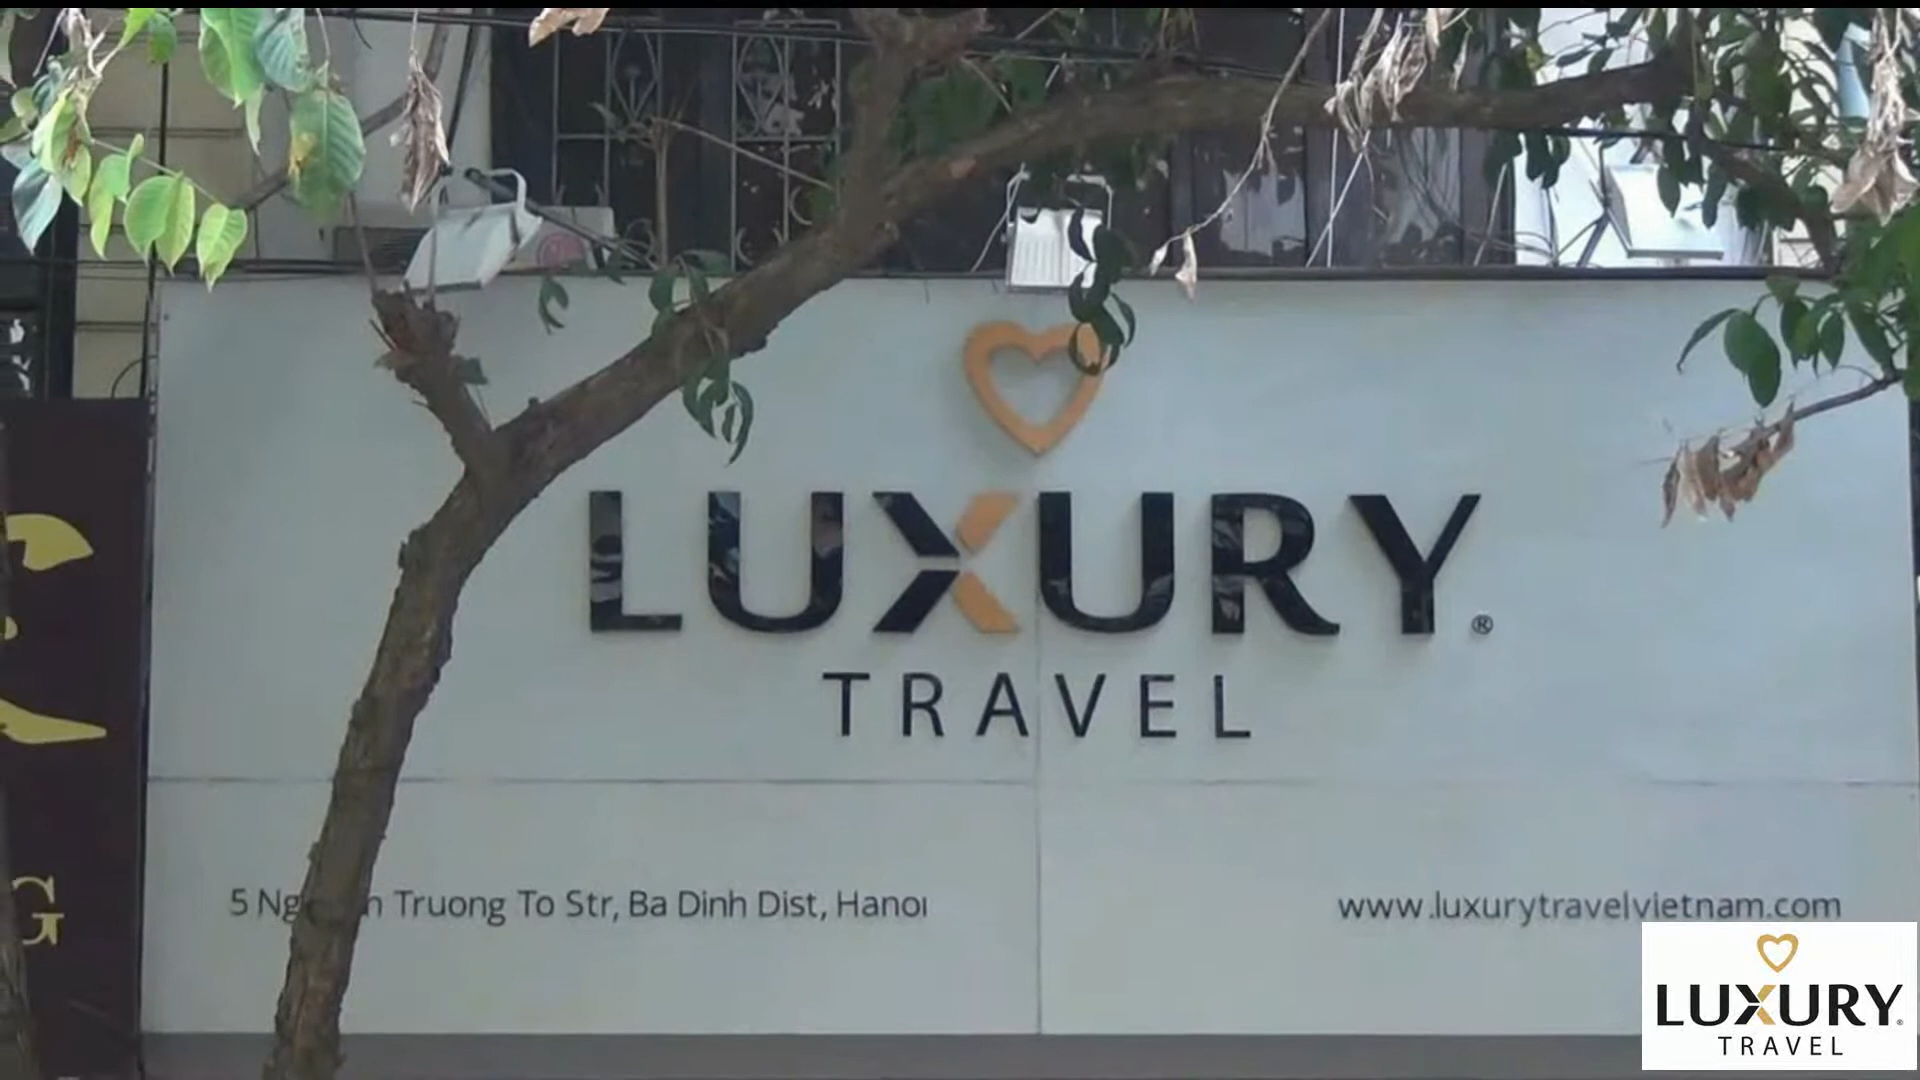 LUXURY®
TRAVEL
5 Ng n Truong To Str, Ba Dinh Dist, Hanoi
www.luxurytravelvietnam.com
G
LUXURY®
TRAVEL